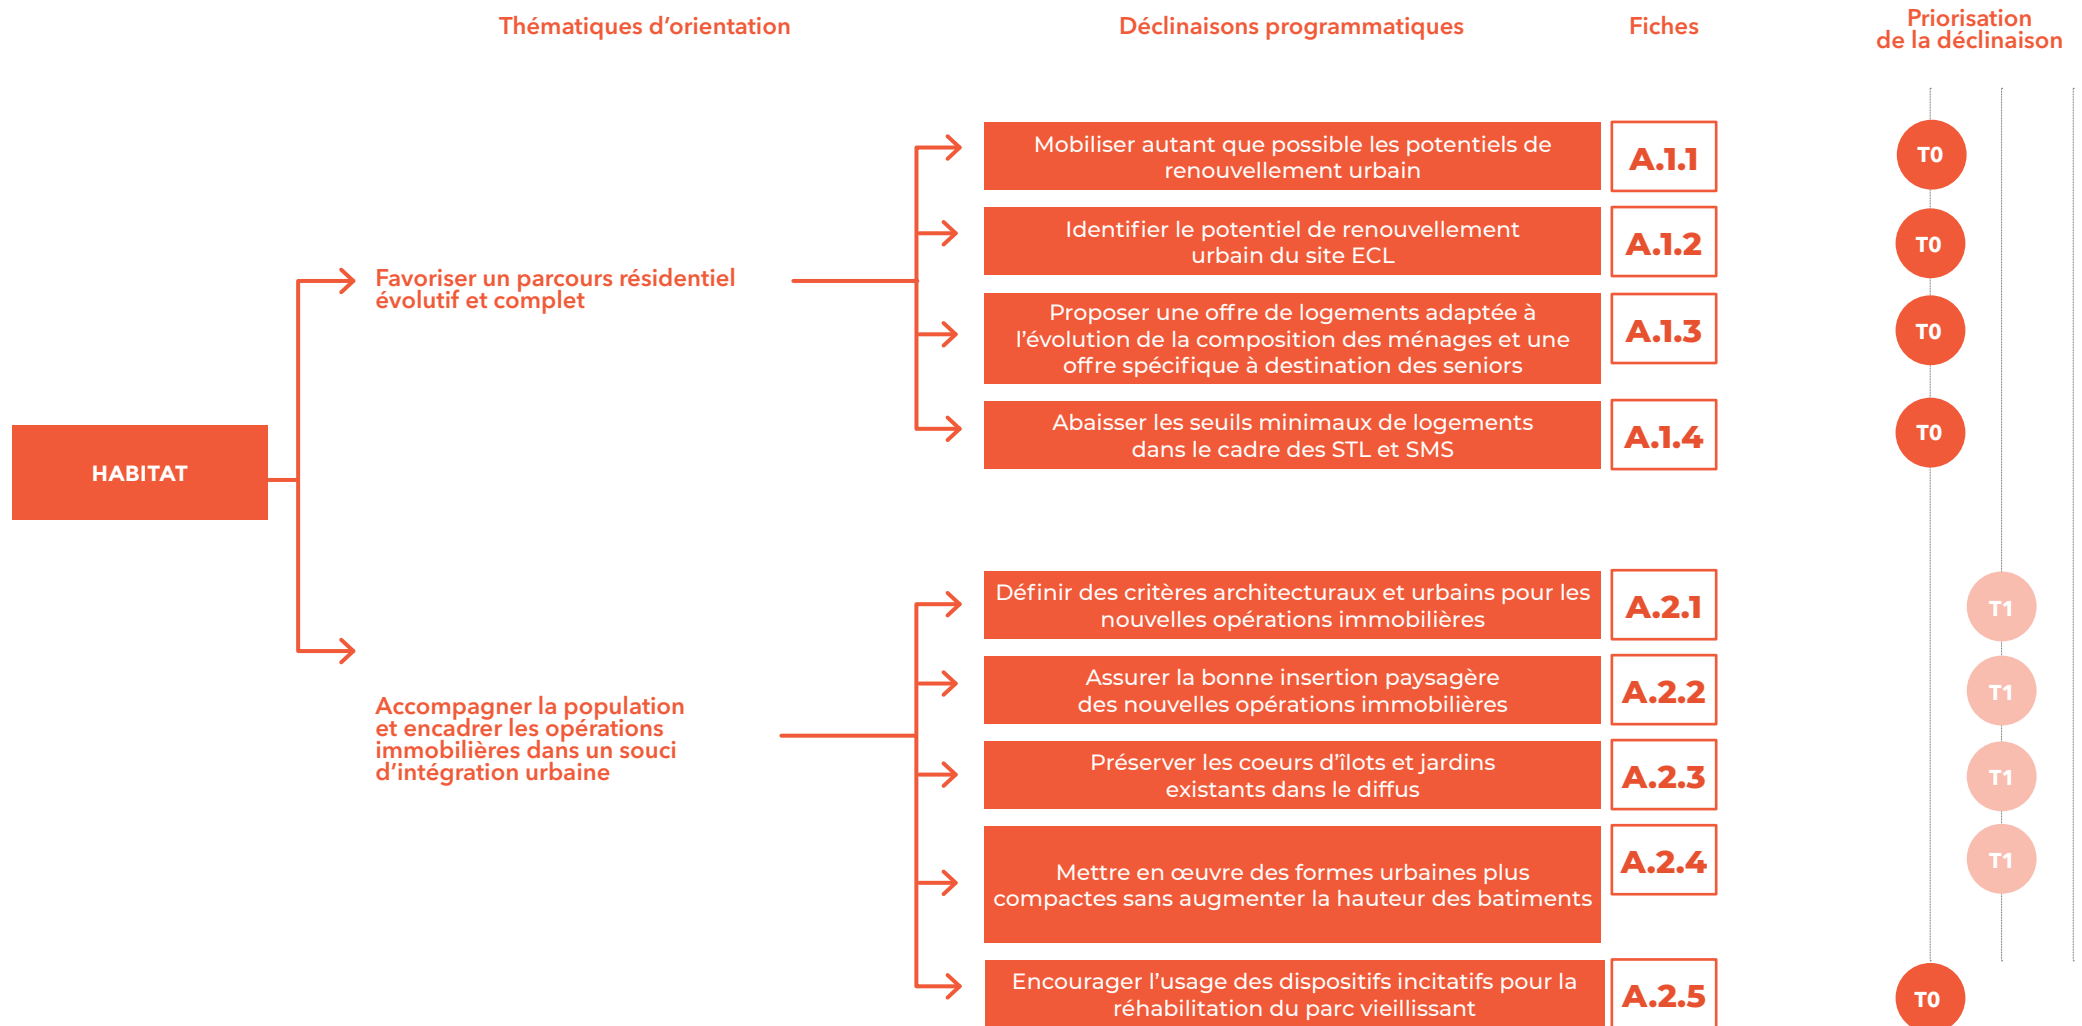 Thématiques d'orientation
Déclinaisons programmatiques
Fiches
Priorisation
de la déclinaison
HABITAT
Favoriser un parcours résidentiel
évolutif et complet
Mobiliser autant que possible les potentiels de
renouvellement urbain
A.1.1
T0
Identifier le potentiel de renouvellement
urbain du site ECL
A.1.2
T0
Proposer une offre de logements adaptée à
l'évolution de la composition des ménages et une
offre spécifique à destination des seniors
A.1.3
T0
Abaisser les seuils minimaux de logements
dans le cadre des STL et SMS
A.1.4
T0
Accompagner la population
et encadrer les opérations
immobilières dans un souci
d'intégration urbaine
Définir des critères architecturaux et urbains pour les
nouvelles opérations immobilières
A.2.1
T1
Assurer la bonne insertion paysagère
des nouvelles opérations immobilières
A.2.2
T1
Préserver les coeurs d'îlots et jardins
existants dans le diffus
A.2.3
T1
Mettre en œuvre des formes urbaines plus
compactes sans augmenter la hauteur des batiments
A.2.4
T1
Encourager l'usage des dispositifs incitatifs pour la
réhabilitation du parc vieillissant
A.2.5
T0